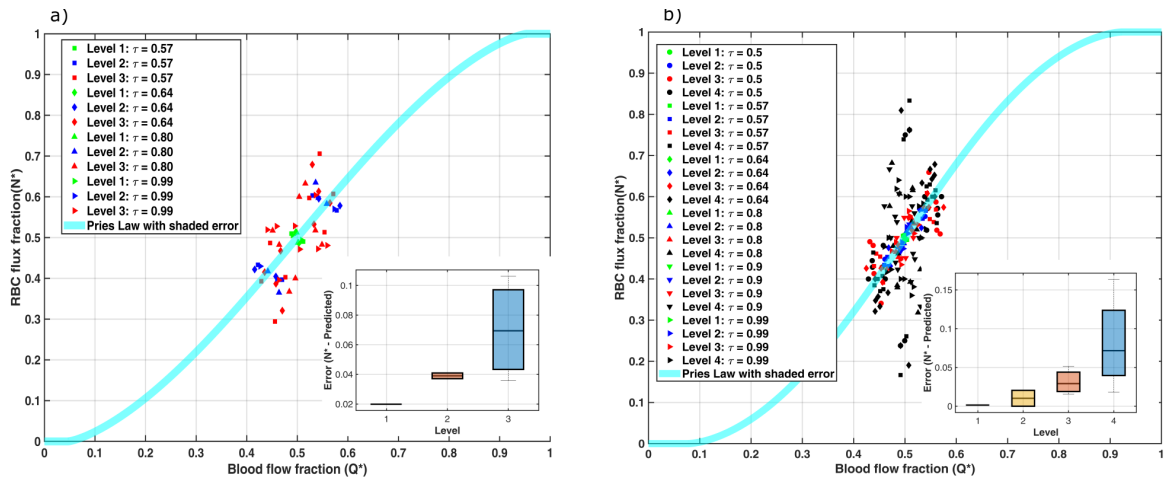 a)
RBC flux fraction(N*)
1
0.9
0.8
0.7
0.6
0.5
0.4
0.3
0.2
0.1
0
Level 1: τ = 0.57
Level 2: τ = 0.57
Level 3: τ = 0.57
Level 1: τ = 0.64
Level 2: τ = 0.64
Level 3: τ = 0.64
Level 1: τ = 0.80
Level 2: τ = 0.80
Level 3: τ = 0.80
Level 1: τ = 0.99
Level 2: τ = 0.99
Level 3: τ = 0.99
Pries Law with shaded error
Error (N* - Predicted)
0.1
0.08
0.06
0.04
0.02
1 2 3
Level
0 0.1 0.2 0.3 0.4 0.5 0.6 0.7 0.8 0.9 1
Blood flow fraction (Q*)
b)
RBC flux fraction(N*)
1
0.9
0.8
0.7
0.6
0.5
0.4
0.3
0.2
0.1
0
Level 1: τ = 0.5
Level 2: τ = 0.5
Level 3: τ = 0.5
Level 4: τ = 0.5
Level 1: τ = 0.57
Level 2: τ = 0.57
Level 3: τ = 0.57
Level 4: τ = 0.57
Level 1: τ = 0.64
Level 2: τ = 0.64
Level 3: τ = 0.64
Level 4: τ = 0.64
Level 1: τ = 0.8
Level 2: τ = 0.8
Level 3: τ = 0.8
Level 4: τ = 0.8
Level 1: τ = 0.9
Level 2: τ = 0.9
Level 3: τ = 0.9
Level 4: τ = 0.9
Level 1: τ = 0.99
Level 2: τ = 0.99
Level 3: τ = 0.99
Level 4: τ = 0.99
Pries Law with shaded error
Error (N* - Predicted)
0.15
0.1
0.05
0
1 2 3 4
Level
0 0.1 0.2 0.3 0.4 0.5 0.6 0.7 0.8 0.9 1
Blood flow fraction (Q*)